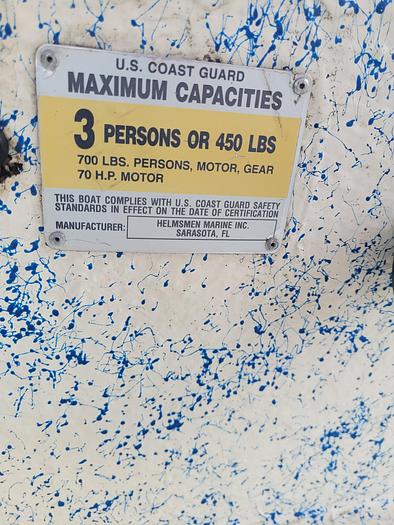 U.S. COAST GUARD
MAXIMUM CAPACITIES
3 PERSONS OR 450 LBS
700 LBS. PERSONS, MOTOR, GEAR
70 H.P. MOTOR
THIS BOAT COMPLIES WITH U.S. COAST GUARD SAFETY
STANDARDS IN EFFECT ON THE DATE OF CERTIFICATION
MANUFACTURER: HELMSMEN MARINE INC.
SARASOTA, FL